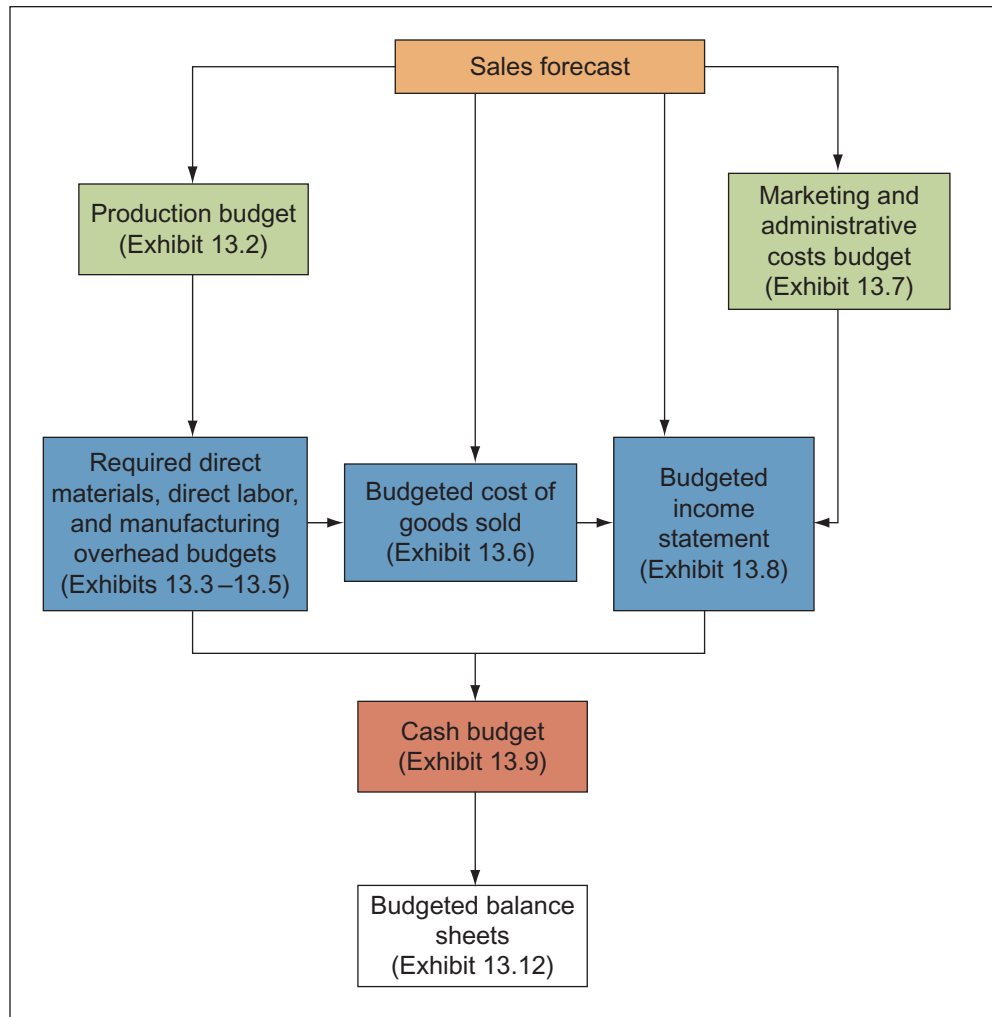 Sales forecast
Production budget
(Exhibit 13.2)
Marketing and
administrative
costs budget
(Exhibit 13.7)
Required direct
materials, direct labor,
and manufacturing
overhead budgets
(Exhibits 13.3–13.5)
Budgeted cost of
goods sold
(Exhibit 13.6)
Budgeted
income
statement
(Exhibit 13.8)
Cash budget
(Exhibit 13.9)
Budgeted balance
sheets
(Exhibit 13.12)